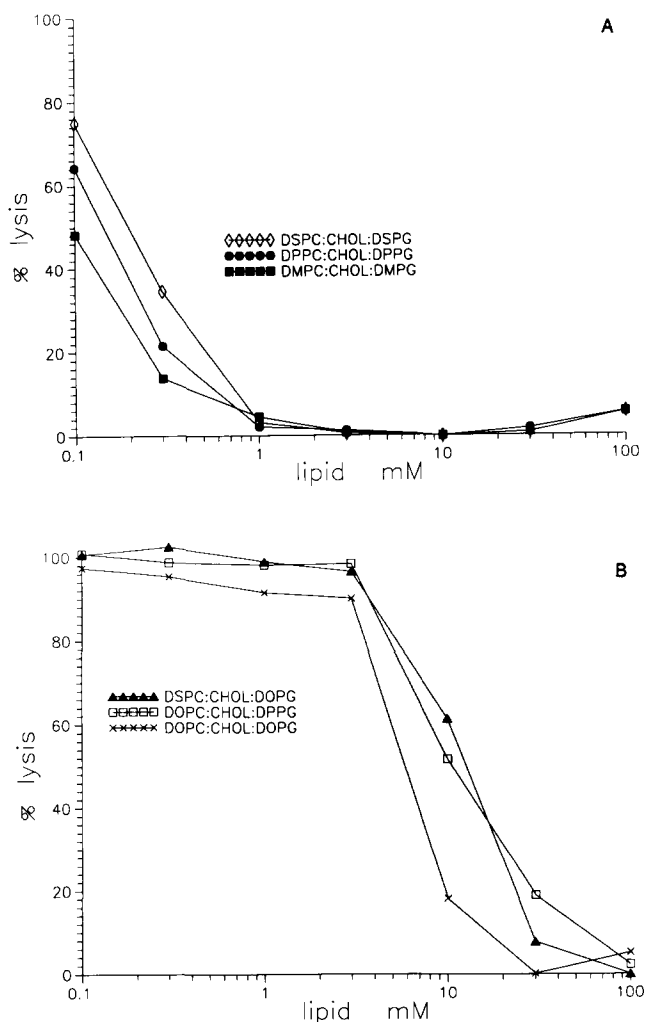 A
100
80
60
40
20
0
% lysis
DSPC:CHOL:DSPG
DPPC:CHOL:DPPG
DMPC:CHOL:DMPG
0.1 1 10 100
lipid mM
B
100
80
60
40
20
0
% lysis
DSPC:CHOL:DOPG
DOPC:CHOL:DPPG
DOPC:CHOL:DOPG
0.1 1 10 100
lipid mM